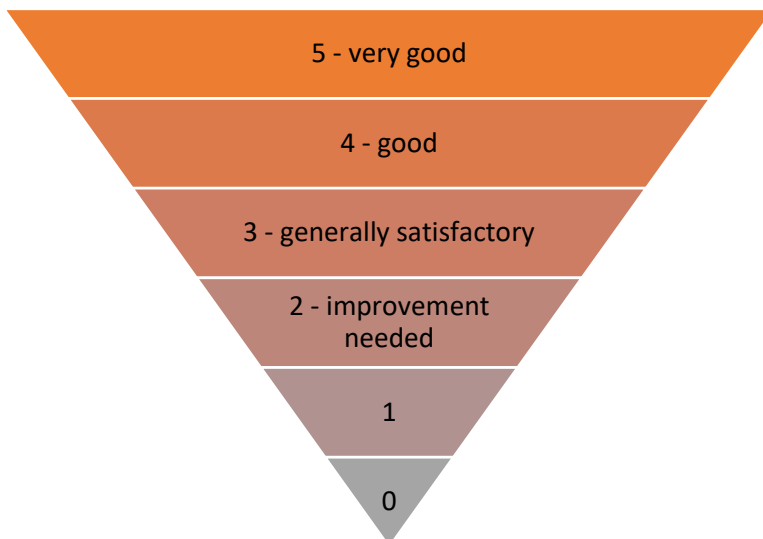 5 - very good
4 - good
3 - generally satisfactory
2 - improvement
needed
1
0